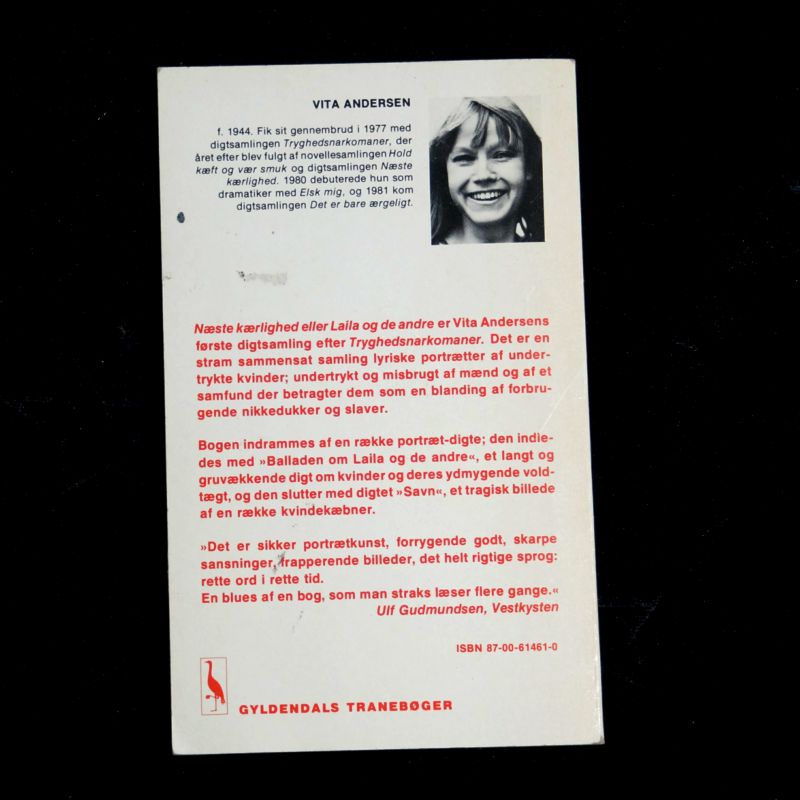 VITA ANDERSEN
f. 1944. Fik sit gennembrud i 1977 med
digtsamlingen Tryghedsnarkomaner, der
året efter blev fulgt af novellesamlingen Hold
kæft og vær smuk og digtsamlingen Næste
kærlighed. 1980 debuterede hun som
dramatiker med Elsk mig, og 1981 kom
digtsamlingen Det er bare ærgeligt.
Næste kærlighed eller Laila og de andre er Vita Andersens
første digtsamling efter Tryghedsnarkomaner. Det er en
stram sammensat samling lyriske portrætter af under-
trykte kvinder; undertrykt og misbrugt af mænd og af et
samfund der betragter dem som en blanding af forbru-
gende nikkedukker og slaver.
Bogen indrammes af en række portræt-digte; den indle-
des med »Balladen om Laila og de andre«, et langt og
gruvækkende digt om kvinder og deres ydmygende vold-
tægt, og den slutter med digtet »Savn«, et tragisk billede
af en række kvindekæbner.
»Det er sikker portrætkunst, forrygende godt, skarpe
sansninger, frapperende billeder, det helt rigtige sprog:
rette ord i rette tid.
En blues af en bog, som man straks læser flere gange.«
Ulf Gudmundsen, Vestkysten
ISBN 87-00-61461-0
GYLDENDALS TRANEBØGER